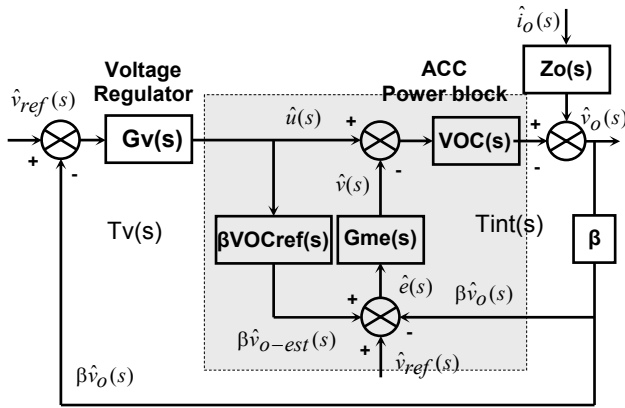 î_o(s)
Voltage
Regulator
ACC
Power block
Zo(s)
v̂_ref(s)
Gv(s)
û(s)
VOC(s)
v̂_o(s)
+
-
+
-
+
-
v̂(s)
Tv(s)
βVOCref(s)
Gme(s)
Tint(s)
β
ê(s)
βv̂_o(s)
+
-
+
βv̂_{o-est}(s)
v̂_ref(s)
βv̂_o(s)